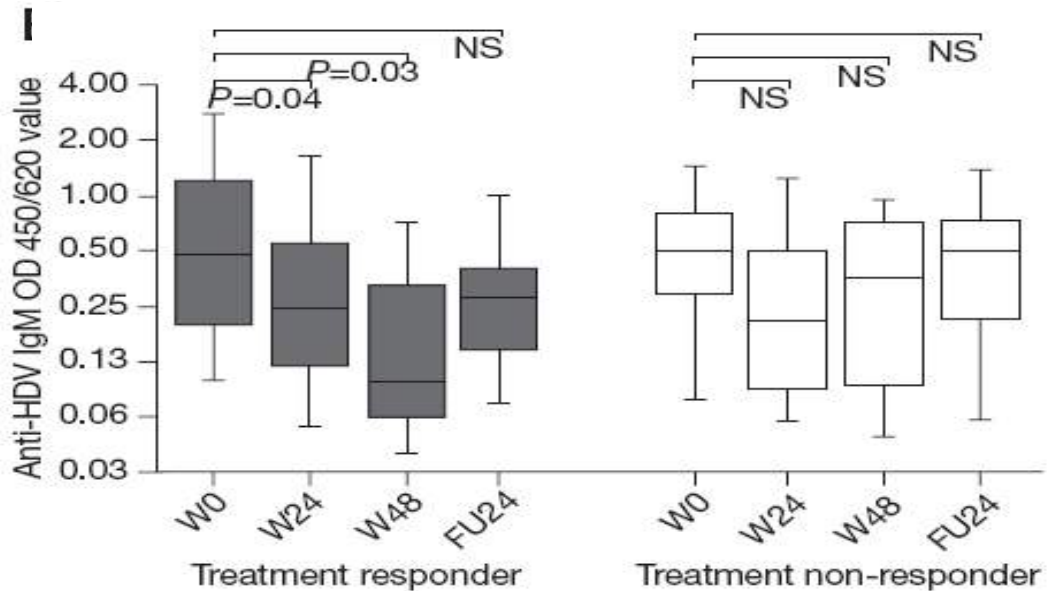 NS
P=0.03
P=0.04
NS
NS
NS
Anti-HDV IgM OD 450/620 value
4.00
2.00
1.00
0.50
0.25
0.13
0.06
0.03
W0 W24 W48 FU24
W0 W24 W48 FU24
Treatment responder
Treatment non-responder